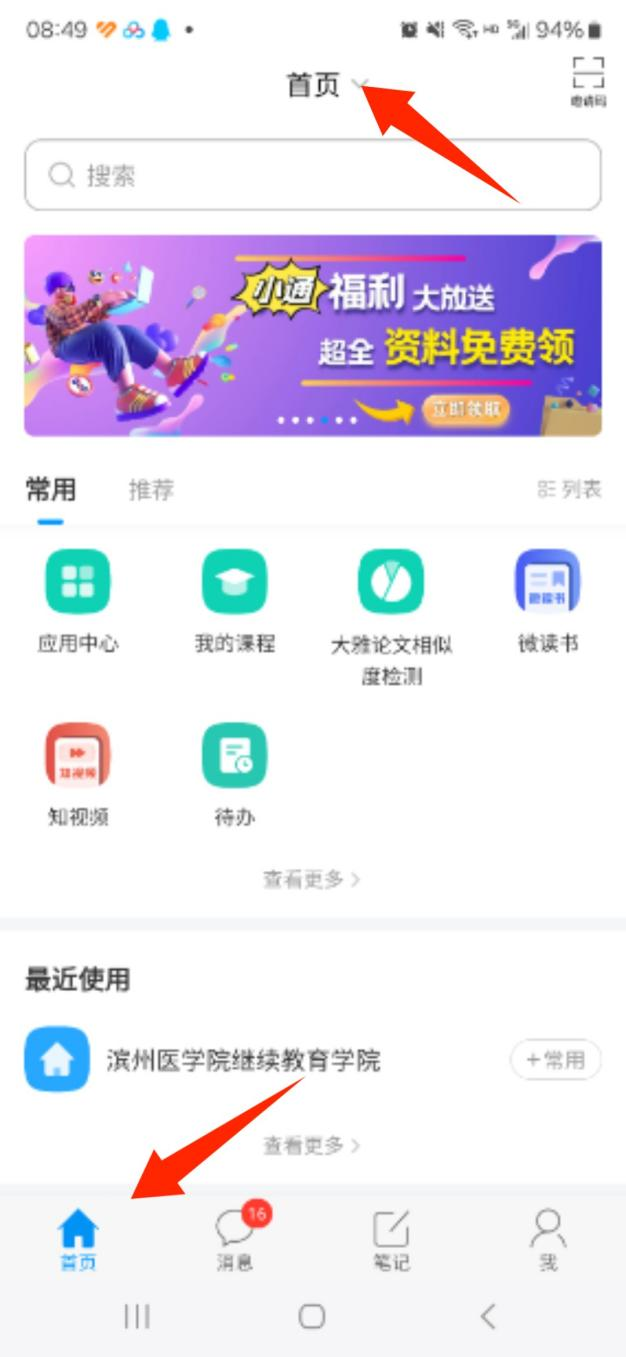 08:49
HD 5G 94%
首页
邀请码
搜索
小通 福利 大放送
超全 资料免费领
立即领取
常用 推荐 列表
应用中心 我的课程 大雅论文相似度检测 微读书
微读书
知视频
知视频 待办
查看更多
最近使用
滨州医学院继续教育学院 +常用
查看更多
16
首页 消息 笔记 我